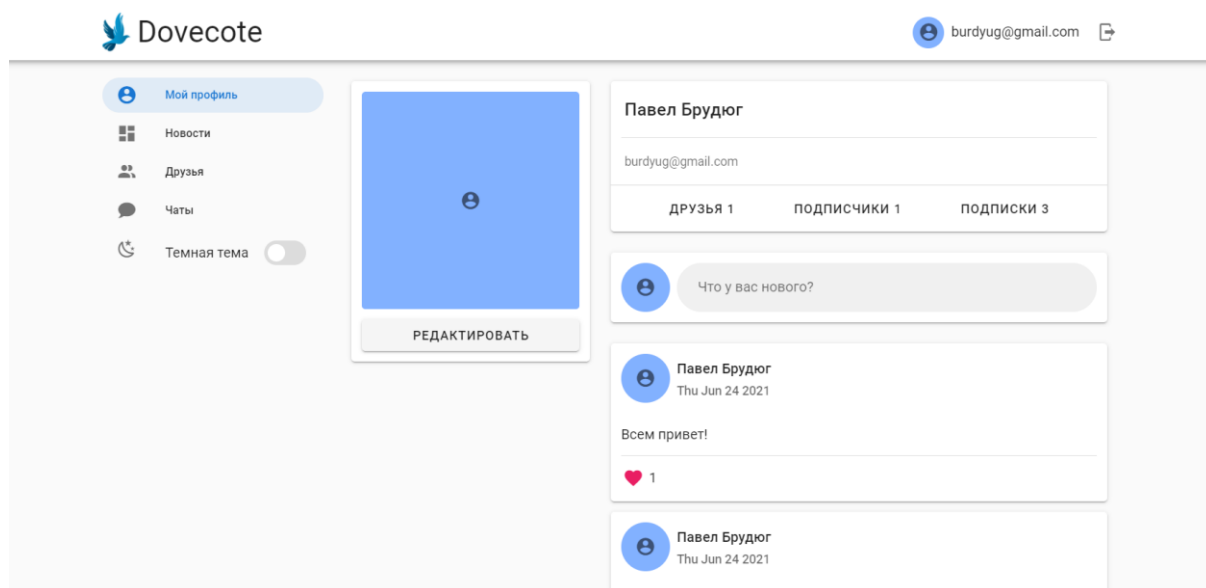 Dovecote
burdyug@gmail.com
Мой профиль
Новости
Друзья
Чаты
Темная тема
РЕДАКТИРОВАТЬ
Павел Брудюг
burdyug@gmail.com
ДРУЗЬЯ 1 ПОДПИСЧИКИ 1 ПОДПИСКИ 3
Что у вас нового?
Павел Брудюг
Thu Jun 24 2021
Всем привет!
1
Павел Брудюг
Thu Jun 24 2021